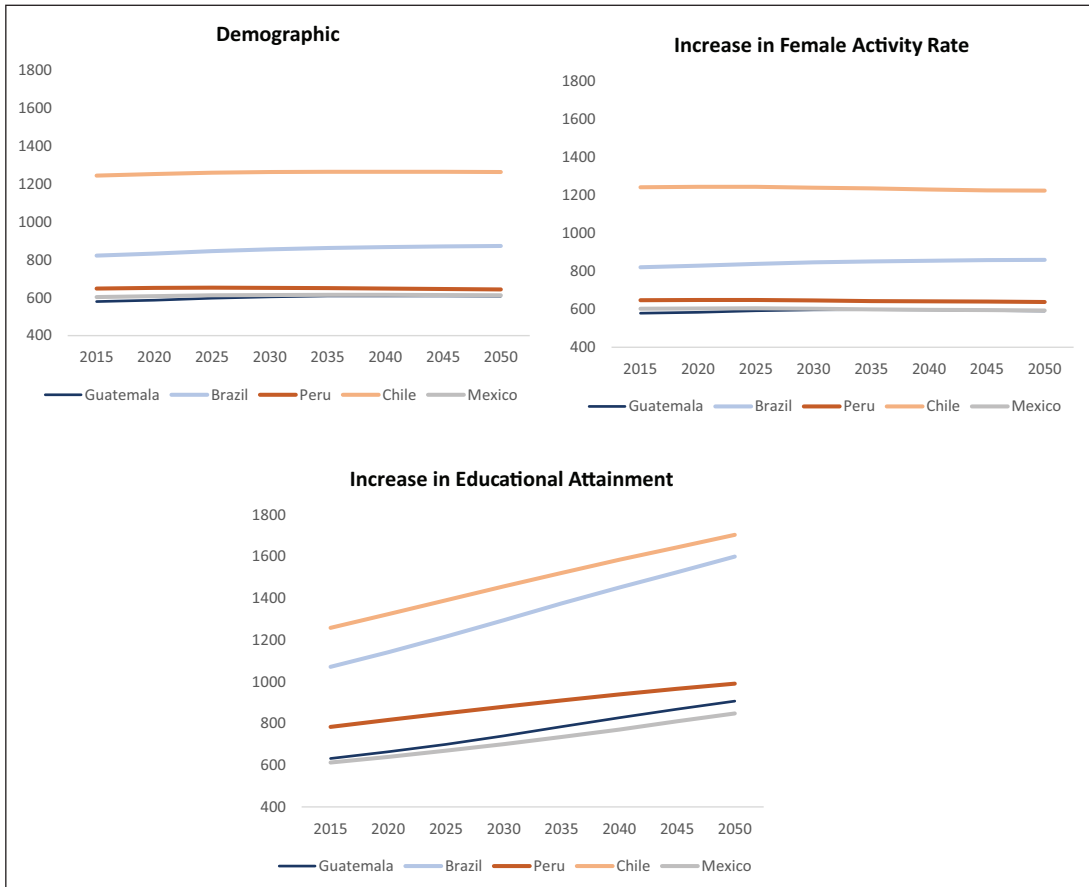 Demographic
1800
1600
1400
1200
1000
800
600
400
2015 2020 2025 2030 2035 2040 2045 2050
Guatemala Brazil Peru Chile Mexico
Increase in Female Activity Rate
1800
1600
1400
1200
1000
800
600
400
2015 2020 2025 2030 2035 2040 2045 2050
Guatemala Brazil Peru Chile Mexico
Increase in Educational Attainment
1800
1600
1400
1200
1000
800
600
400
2015 2020 2025 2030 2035 2040 2045 2050
Guatemala Brazil Peru Chile Mexico